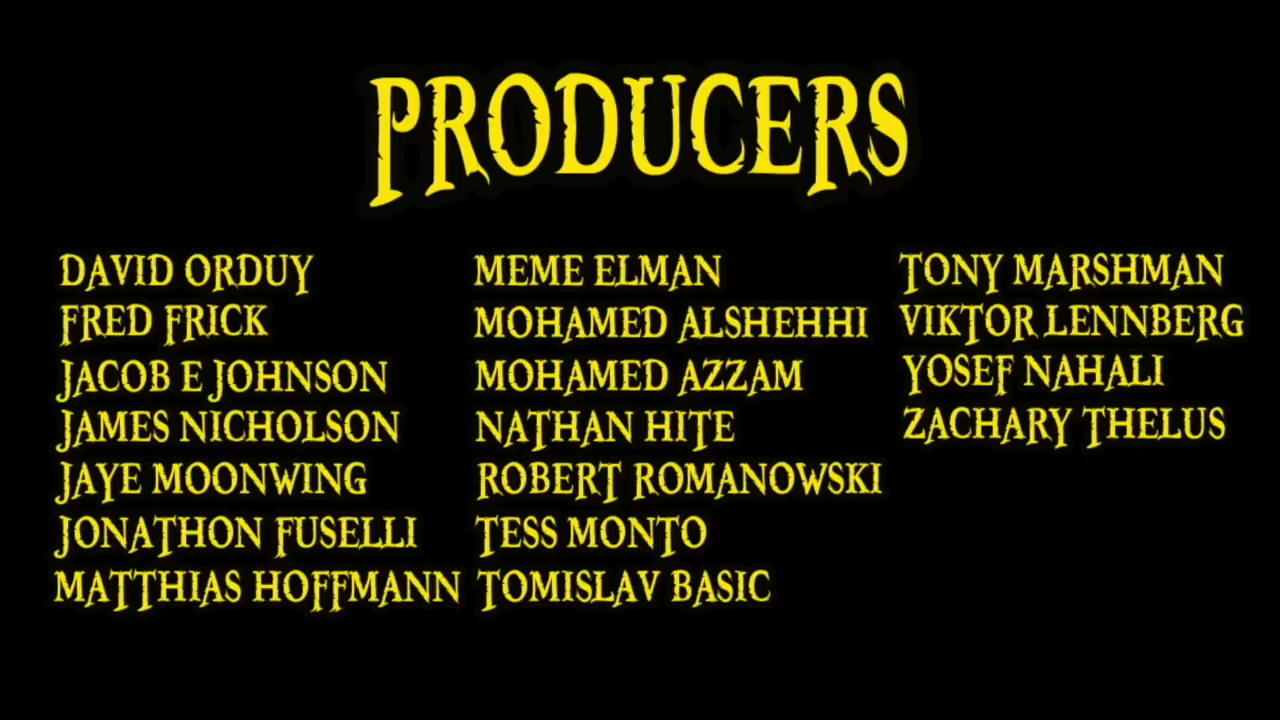 PRODUCERS
DAVID ORDUY
FRED FRICK
JACOB E JOHNSON
JAMES NICHOLSON
JAYE MOONWING
JONATHON FUSELLI
MATTHIAS HOFFMANN
MEME ELMAN
MOHAMED ALSHEHHI
MOHAMED AZZAM
NATHAN HITE
ROBERT ROMANOWSKI
TESS MONTO
TOMISLAV BASIC
TONY MARSHMAN
VIKTOR LENNBERG
YOSEF NAHALI
ZACHARY THELUS